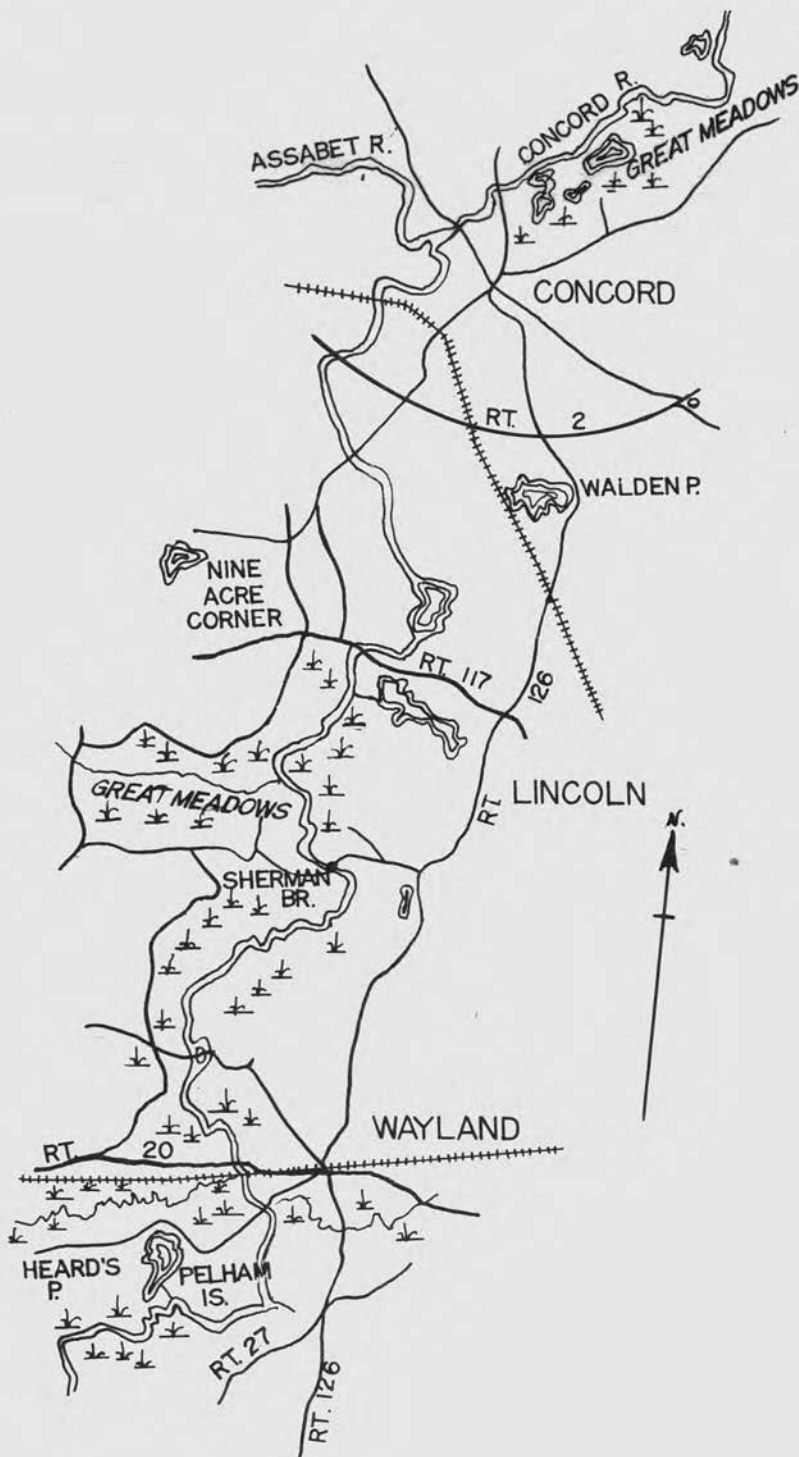 CONCORD R.
ASSABET R.
GREAT MEADOWS
CONCORD
RT. 2
WALDEN P.
NINE
ACRE
CORNER
RT. 117
RT. 126
LINCOLN
GREAT MEADOWS
N.
SHERMAN
BR.
WAYLAND
RT. 20
HEARD'S
P.
PELHAM
IS.
RT. 27
RT. 126